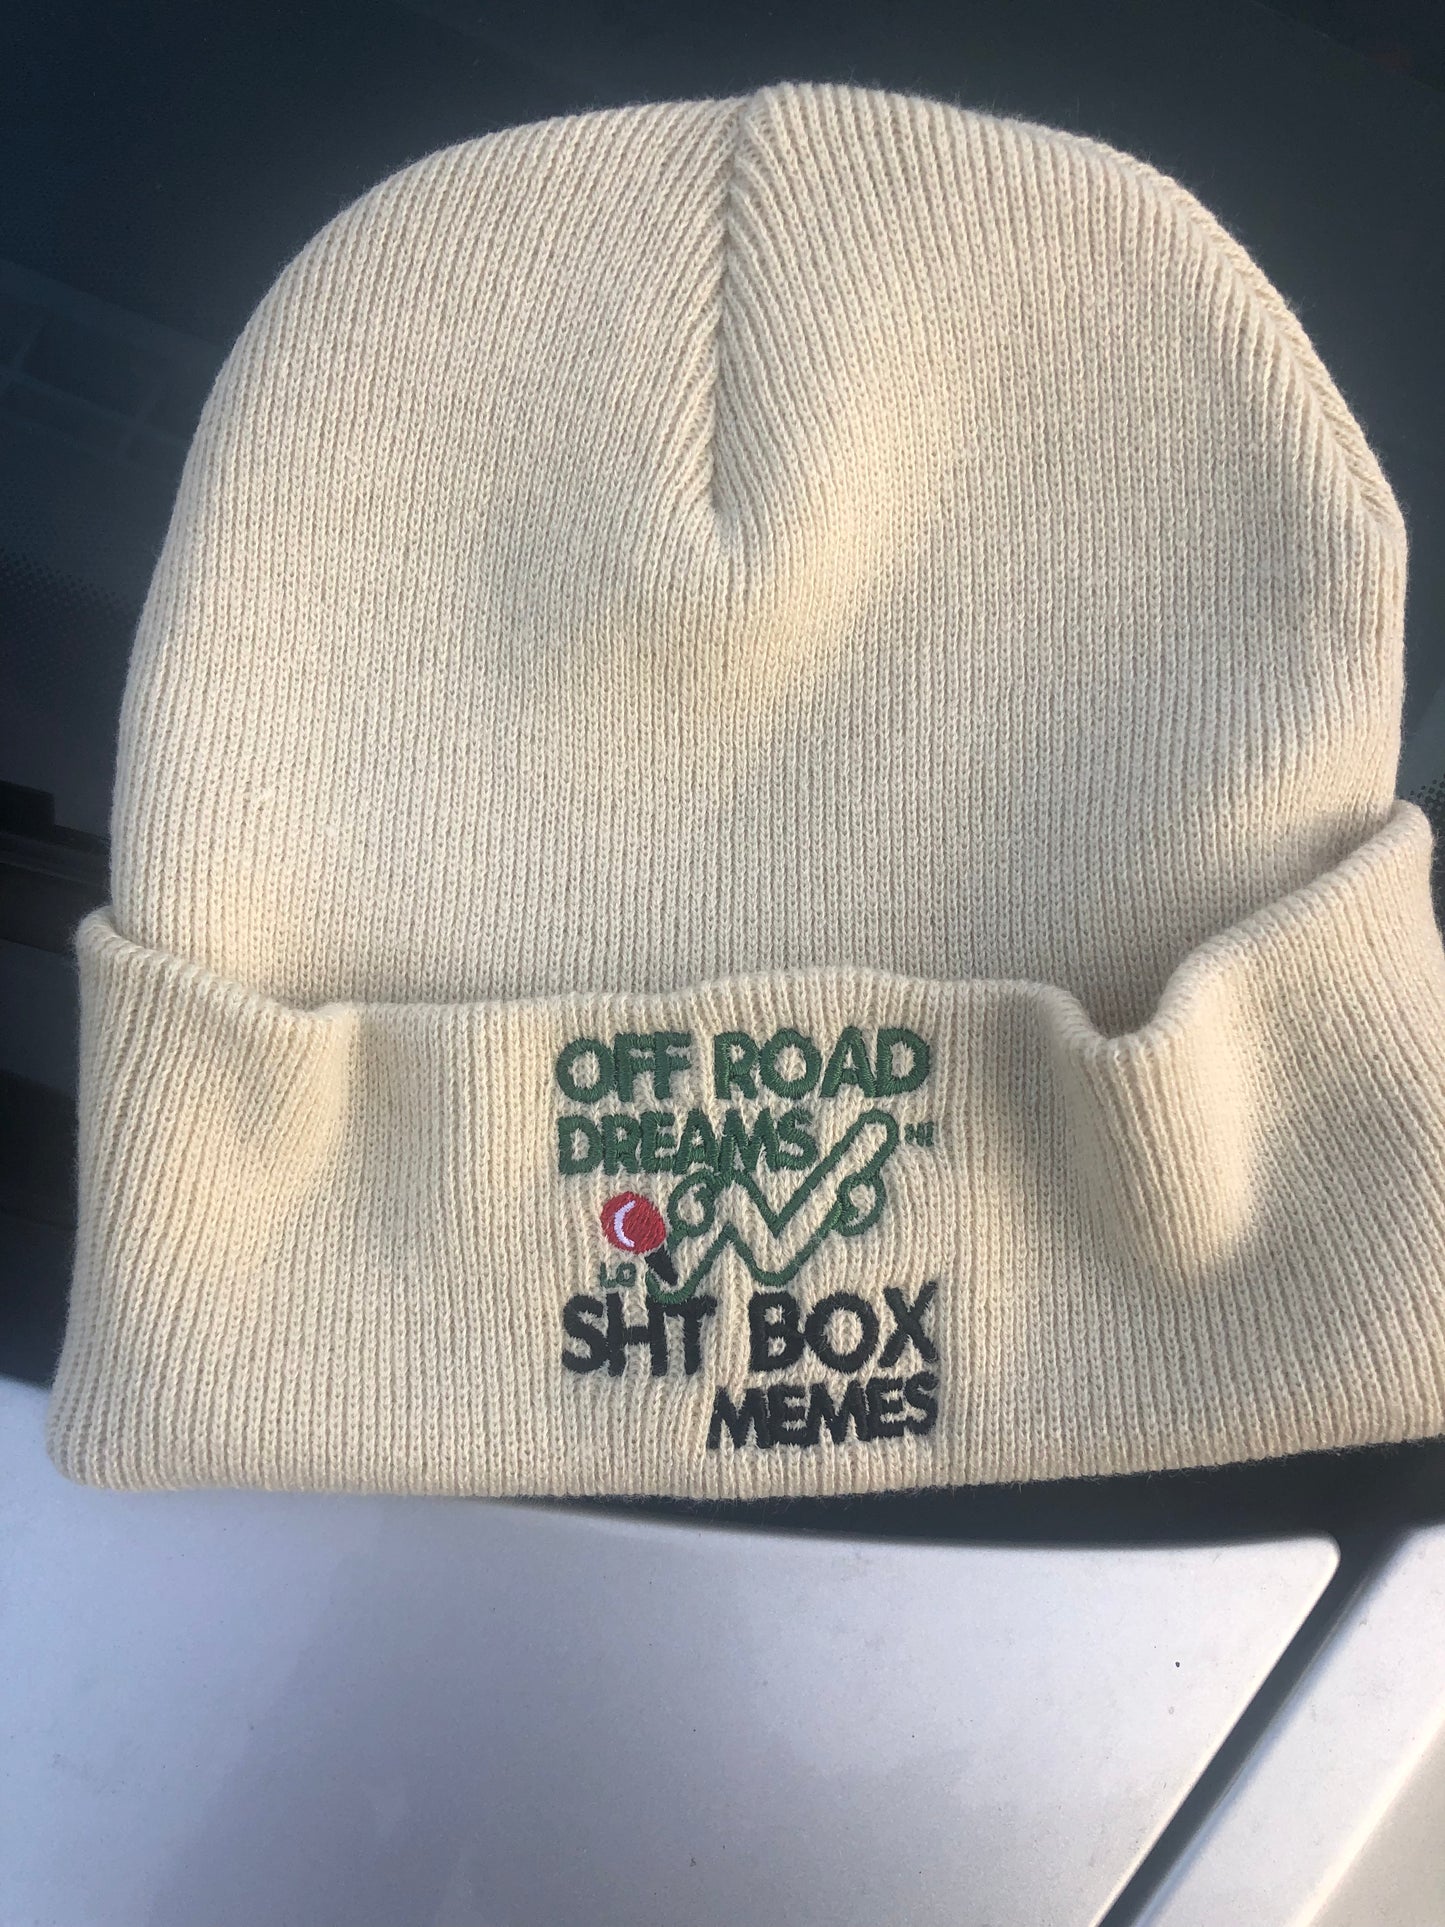 OFF ROAD
DREAMS
SHT BOX
MEMES